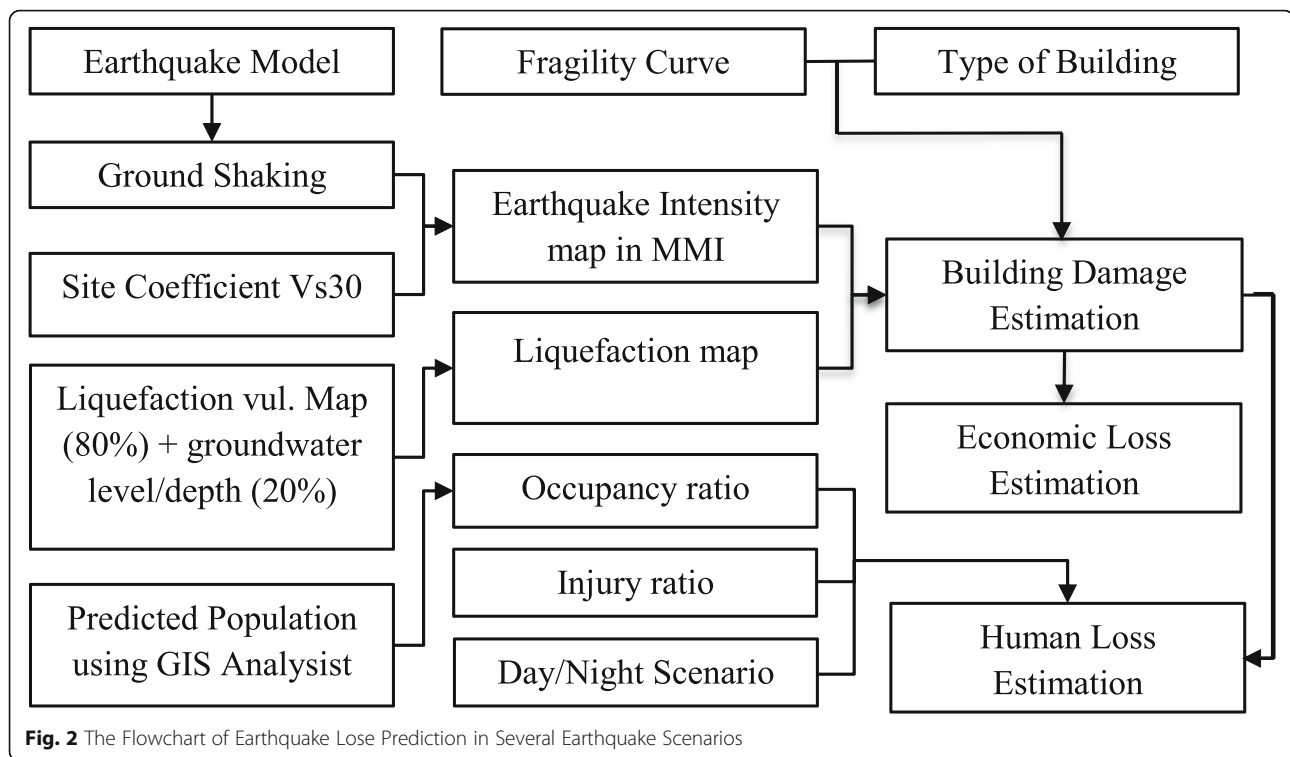 Earthquake Model
Fragility Curve
Type of Building
Ground Shaking
Site Coefficient Vs30
Earthquake Intensity
map in MMI
Liquefaction vul. Map
(80%) + groundwater
level/depth (20%)
Liquefaction map
Building Damage
Estimation
Economic Loss
Estimation
Predicted Population
using GIS Analysist
Occupancy ratio
Injury ratio
Day/Night Scenario
Human Loss
Estimation
Fig. 2 The Flowchart of Earthquake Lose Prediction in Several Earthquake Scenarios